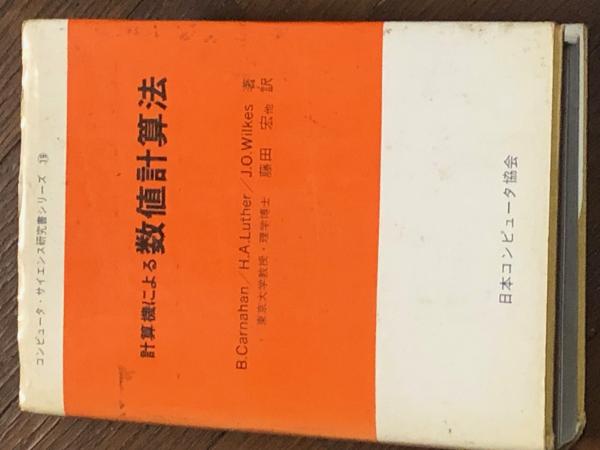 コンピュータ・サイエンス研究書シリーズ 19
計算機による数値計算法
B.Carnahan/H.A.Luther/J.O.Wilkes 著
東京大学教授・理学博士 藤田 宏他 訳
日本コンピュータ協会